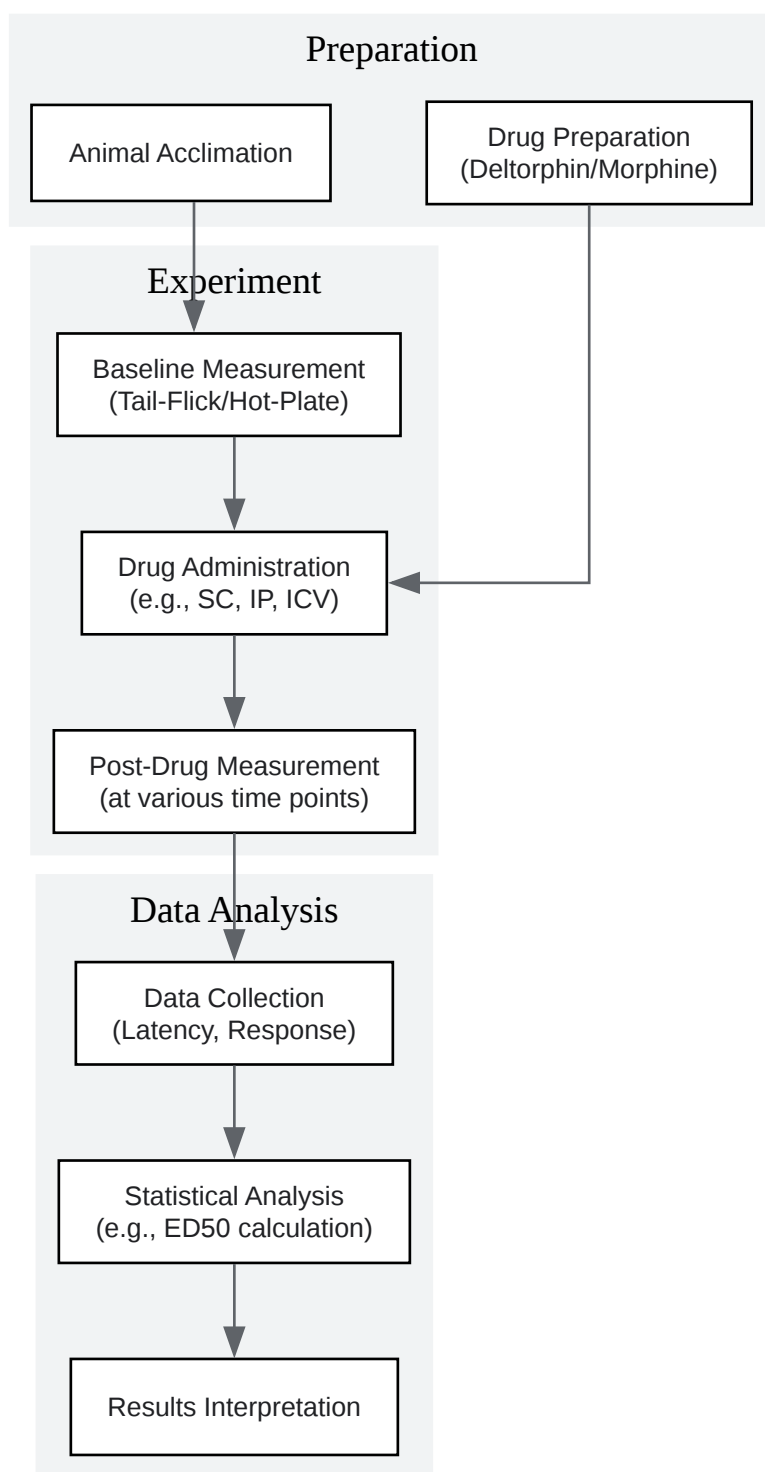 Preparation
Animal Acclimation
Drug Preparation
(Deltorphin/Morphine)
Experiment
Baseline Measurement
(Tail-Flick/Hot-Plate)
Drug Administration
(e.g., SC, IP, ICV)
Post-Drug Measurement
(at various time points)
Data Analysis
Data Collection
(Latency, Response)
Statistical Analysis
(e.g., ED50 calculation)
Results Interpretation